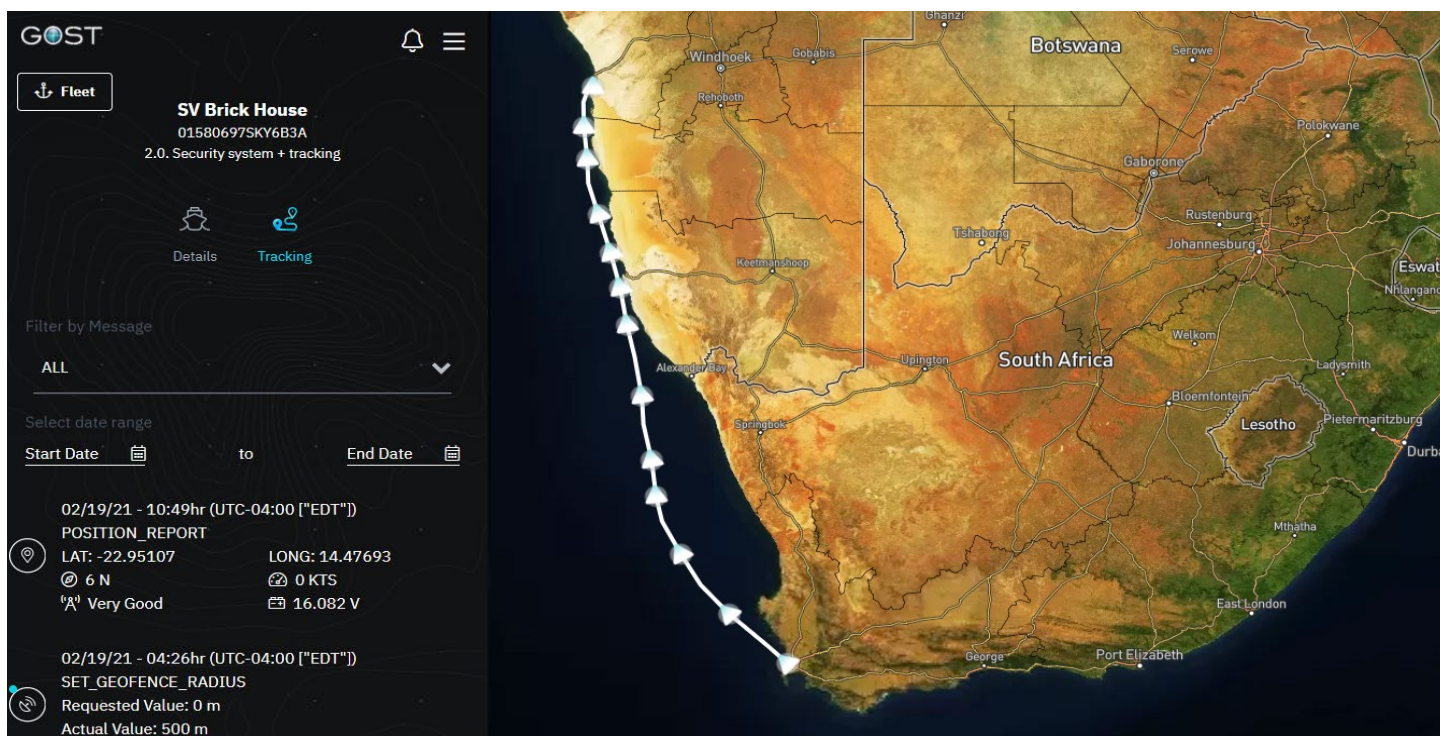 GOST
Fleet
SV Brick House
01580697SKY6B3A
2.0. Security system + tracking
Details
Tracking
Filter by Message
ALL
Select date range
Start Date
to
End Date
02/19/21 - 10:49hr (UTC-04:00 ["EDT"])
POSITION_REPORT
LAT: -22.95107 LONG: 14.47693
6 N 0 KTS
Very Good 16.082 V
02/19/21 - 04:26hr (UTC-04:00 ["EDT"])
SET_GEOFENCE_RADIUS
Requested Value: 0 m
Actual Value: 500 m
Ghanzi
Botswana
Serowe
Windhoek
Gobabis
Rehoboth
Polokwane
Gaborone
Rustenburg
Tshabong
Johannesburg
Keetmanshoop
Eswat
Nhlangano
Welkom
Alexander Bay
Upington
South Africa
Ladysmith
Bloemfontein
Springbok
Lesotho
Pietermaritzburg
Durba
Mthatha
East London
George
Port Elizabeth